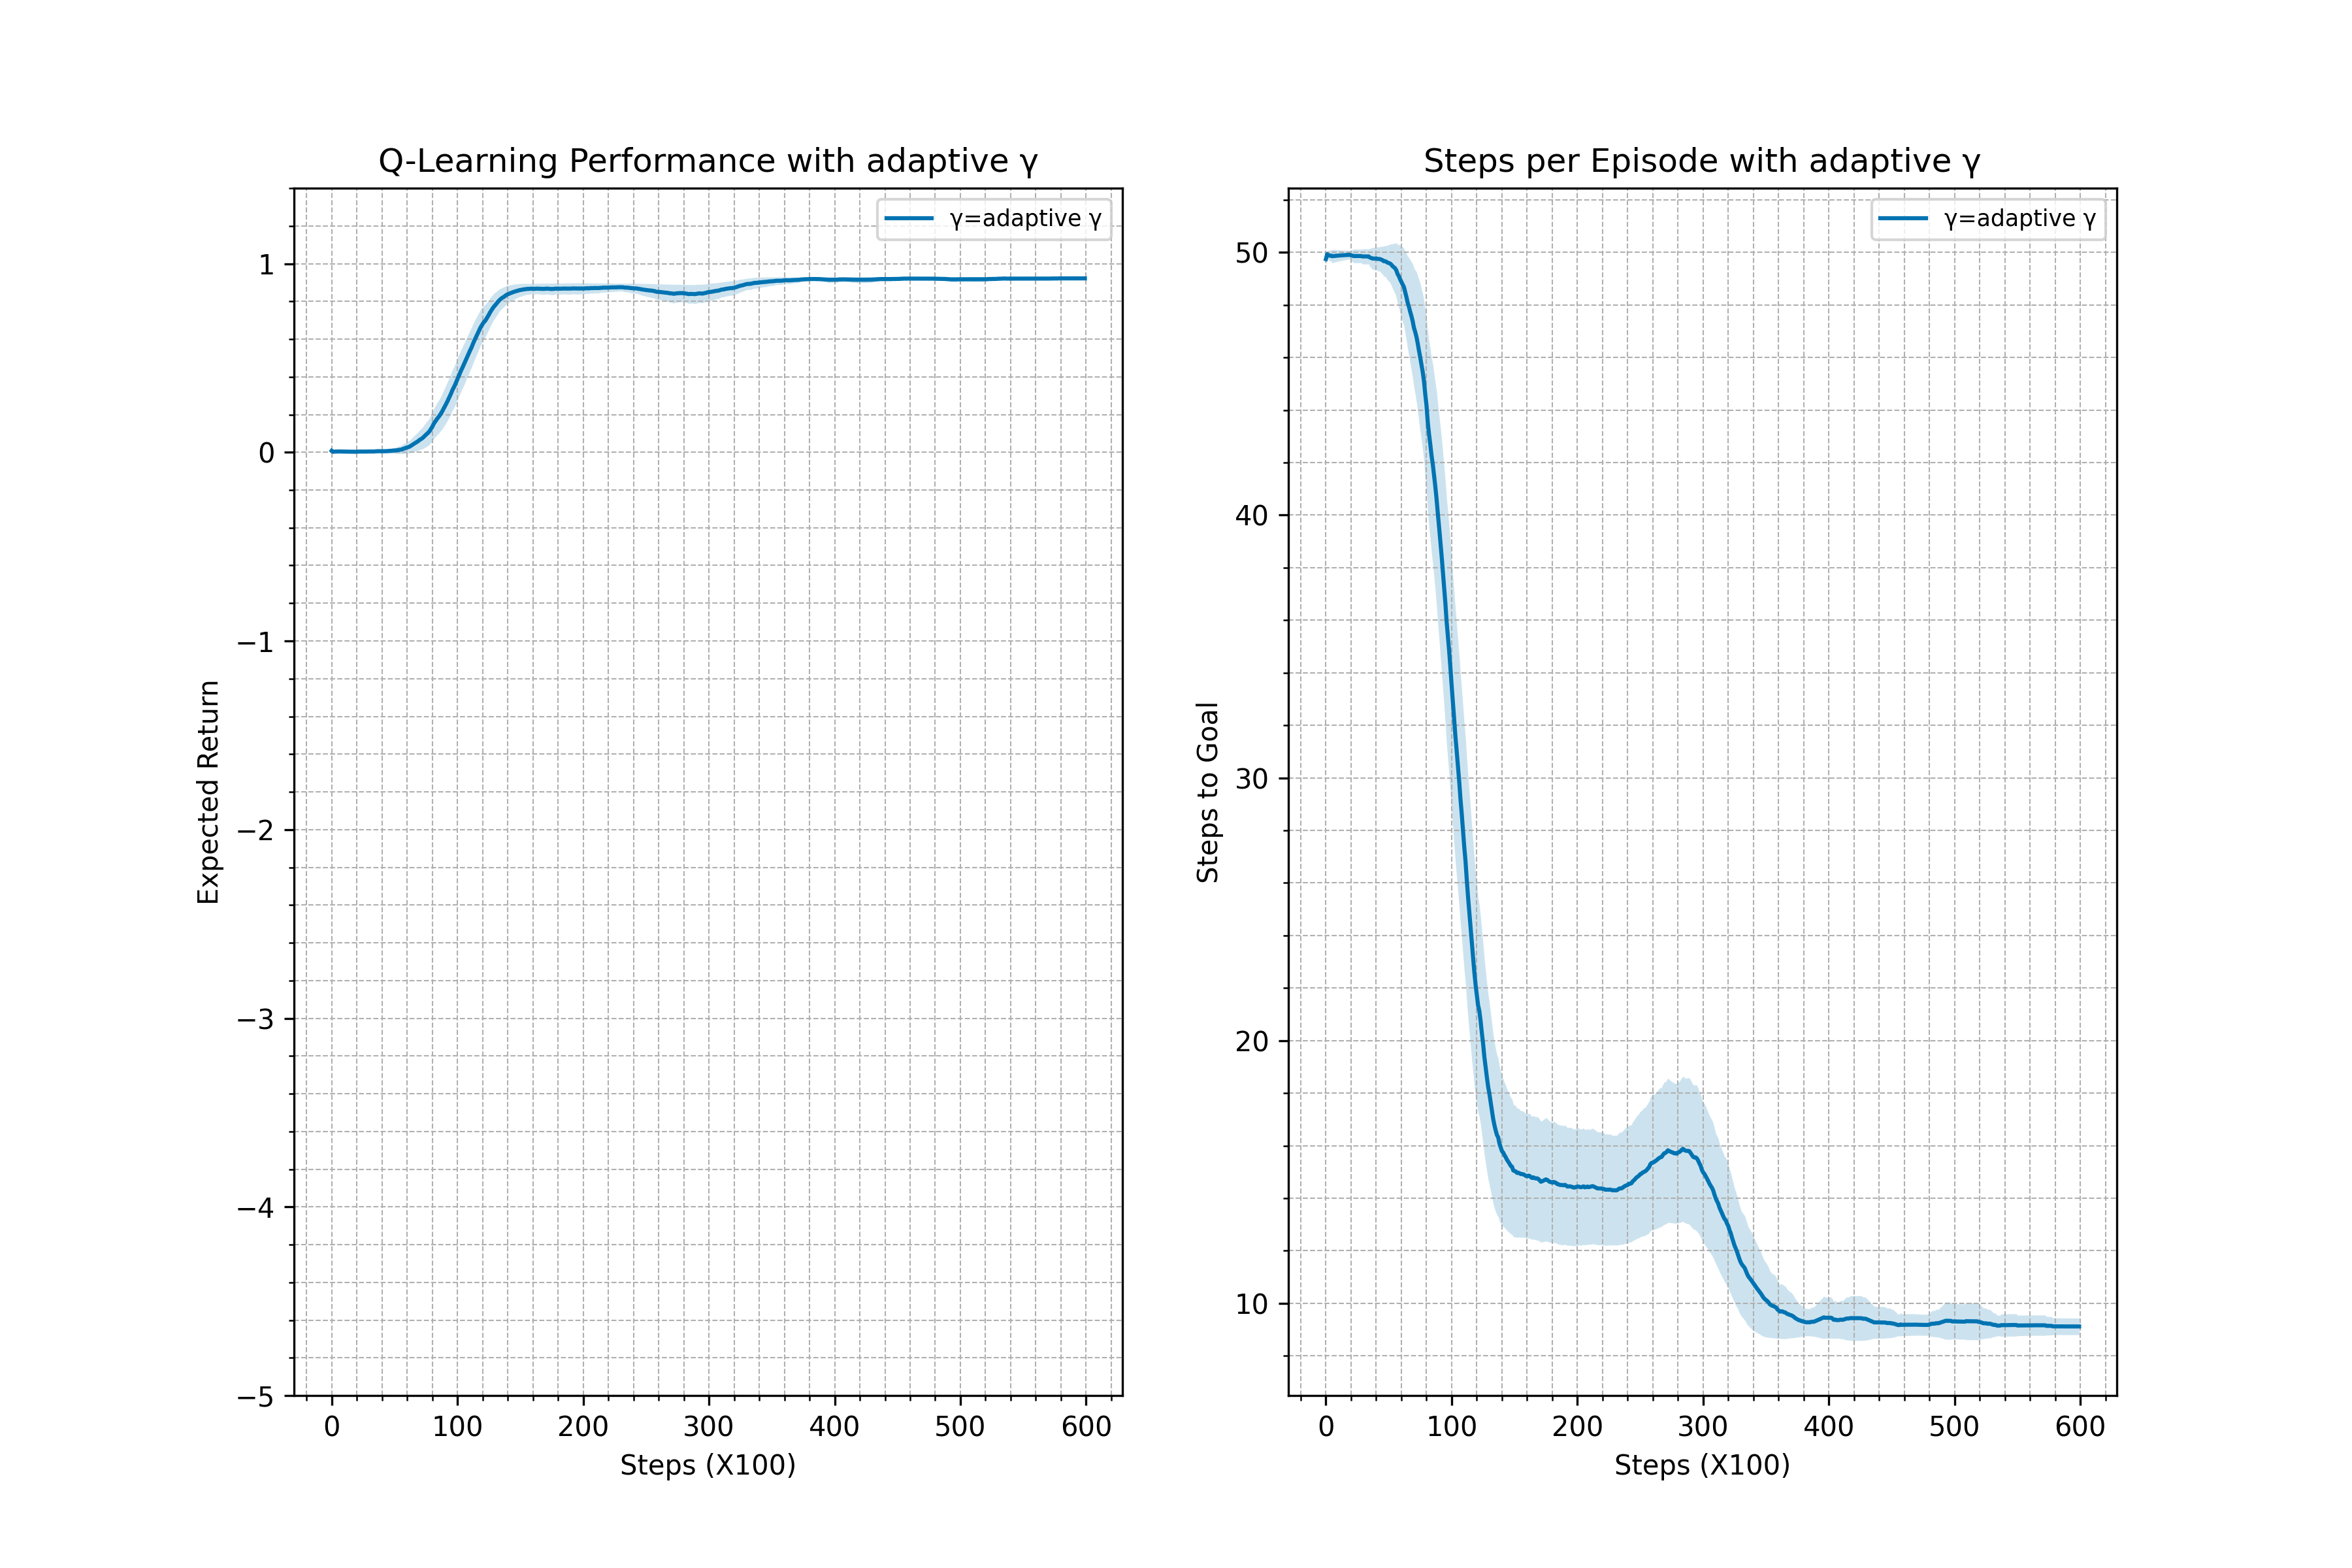 Q-Learning Performance with adaptive γ
γ=adaptive γ
1
0
−1
−2
−3
−4
−5
Expected Return
0 100 200 300 400 500 600
Steps (X100)
Steps per Episode with adaptive γ
γ=adaptive γ
50
40
30
20
10
Steps to Goal
0 100 200 300 400 500 600
Steps (X100)